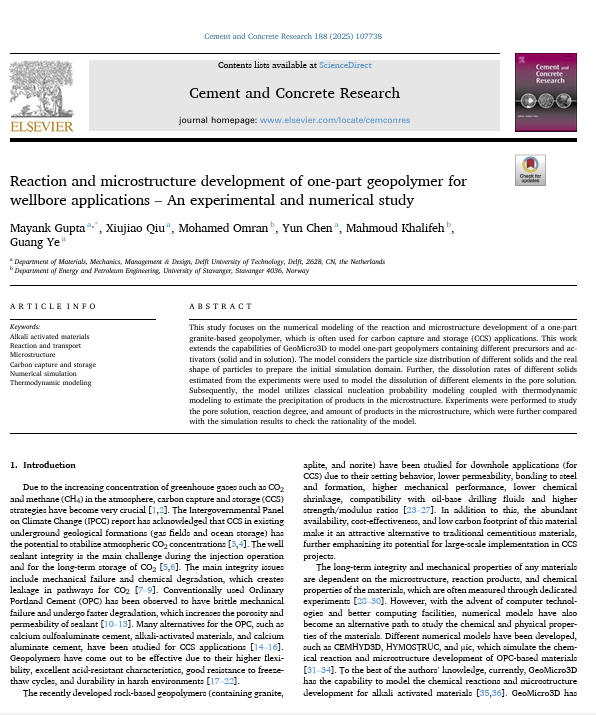 Cement and Concrete Research 188 (2025) 107738
Contents lists available at ScienceDirect
Cement and Concrete Research
journal homepage: www.elsevier.com/locate/cemconres
ELSEVIER
Cement and
Concrete
Research
Check for
updates
Reaction and microstructure development of one-part geopolymer for
wellbore applications – An experimental and numerical study
Mayank Gupta a,*, Xiujiao Qiu a, Mohamed Omran b, Yun Chen a, Mahmoud Khalifeh b,
Guang Ye a
a Department of Materials, Mechanics, Management & Design, Delft University of Technology, Delft, 2628, CN, the Netherlands
b Department of Energy and Petroleum Engineering, University of Stavanger, Stavanger 4036, Norway
ARTICLE INFO
Keywords:
Alkali activated materials
Reaction and transport
Microstructure
Carbon capture and storage
Numerical simulation
Thermodynamic modeling
ABSTRACT
This study focuses on the numerical modeling of the reaction and microstructure development of a one-part
granite-based geopolymer, which is often used for carbon capture and storage (CCS) applications. This work
extends the capabilities of GeoMicro3D to model one-part geopolymers containing different precursors and ac-
tivators (solid and in solution). The model considers the particle size distribution of different solids and the real
shape of particles to prepare the initial simulation domain. Further, the dissolution rates of different solids
estimated from the experiments were used to model the dissolution of different elements in the pore solution.
Subsequently, the model utilizes classical nucleation probability modeling coupled with thermodynamic
modeling to estimate the precipitation of products in the microstructure. Experiments were performed to study
the pore solution, reaction degree, and amount of products in the microstructure, which were further compared
with the simulation results to check the rationality of the model.
1. Introduction
Due to the increasing concentration of greenhouse gases such as CO2
and methane (CH4) in the atmosphere, carbon capture and storage (CCS)
strategies have become very crucial [1,2]. The Intergovernmental Panel
on Climate Change (IPCC) report has acknowledged that CCS in existing
underground geological formations (gas fields and ocean storage) has
the potential to stabilize atmospheric CO2 concentrations [3,4]. The well
sealant integrity is the main challenge during the injection operation
and for the long-term storage of CO2 [5,6]. The main integrity issues
include mechanical failure and chemical degradation, which creates
leakage in pathways for CO2 [7–9]. Conventionally used Ordinary
Portland Cement (OPC) has been observed to have brittle mechanical
failure and undergo faster degradation, which increases the porosity and
permeability of sealant [10–13]. Many alternatives for the OPC, such as
calcium sulfoaluminate cement, alkali-activated materials, and calcium
aluminate cement, have been studied for CCS applications [14–16].
Geopolymers have come out to be effective due to their higher flexi-
bility, excellent acid-resistant characteristics, good resistance to freeze-
thaw cycles, and durability in harsh environments [17–22].
The recently developed rock-based geopolymers (containing granite,
aplite, and norite) have been studied for downhole applications (for
CCS) due to their setting behavior, lower permeability, bonding to steel
and formation, higher mechanical performance, lower chemical
shrinkage, compatibility with oil-base drilling fluids and higher
strength/modulus ratios [23–27]. In addition to this, the abundant
availability, cost-effectiveness, and low carbon footprint of this material
make it an attractive alternative to traditional cementitious materials,
further emphasizing its potential for large-scale implementation in CCS
projects.
The long-term integrity and mechanical properties of any materials
are dependent on the microstructure, reaction products, and chemical
properties of the materials, which are often measured through dedicated
experiments [28–30]. However, with the advent of computer technol-
ogies and better computing facilities, numerical models have also
become an alternative path to study the chemical and physical proper-
ties of the materials. Different numerical models have been developed,
such as CEMHYD3D, HYMOSTRUC, and μic, which simulate the chem-
ical reaction and microstructure development of OPC-based materials
[31–34]. To the best of the authors' knowledge, currently, GeoMicro3D
has the capability to model the chemical reactions and microstructure
development for alkali activated materials [35,36]. GeoMicro3D has